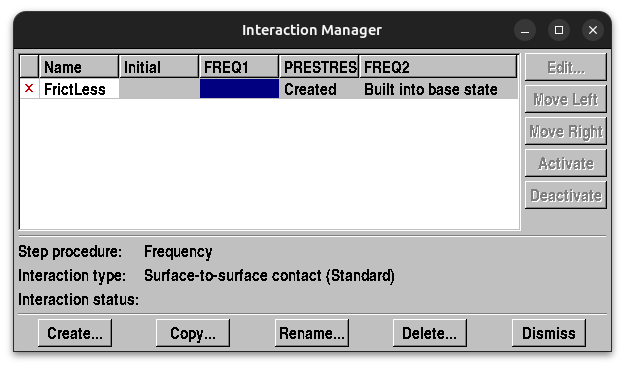 Interaction Manager
Name Initial FREQ1 PRESTRES FREQ2
X FrictLess Created Built into base state
Edit...
Move Left
Move Right
Activate
Deactivate
Step procedure: Frequency
Interaction type: Surface-to-surface contact (Standard)
Interaction status:
Create... Copy... Rename... Delete... Dismiss